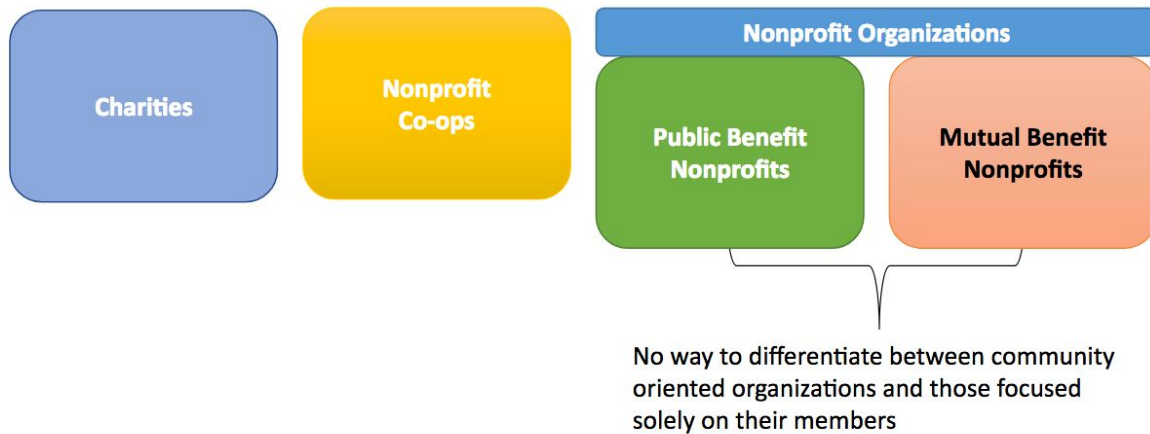 Charities
Nonprofit
Co-ops
Nonprofit Organizations
Public Benefit
Nonprofits
Mutual Benefit
Nonprofits
No way to differentiate between community
oriented organizations and those focused
solely on their members